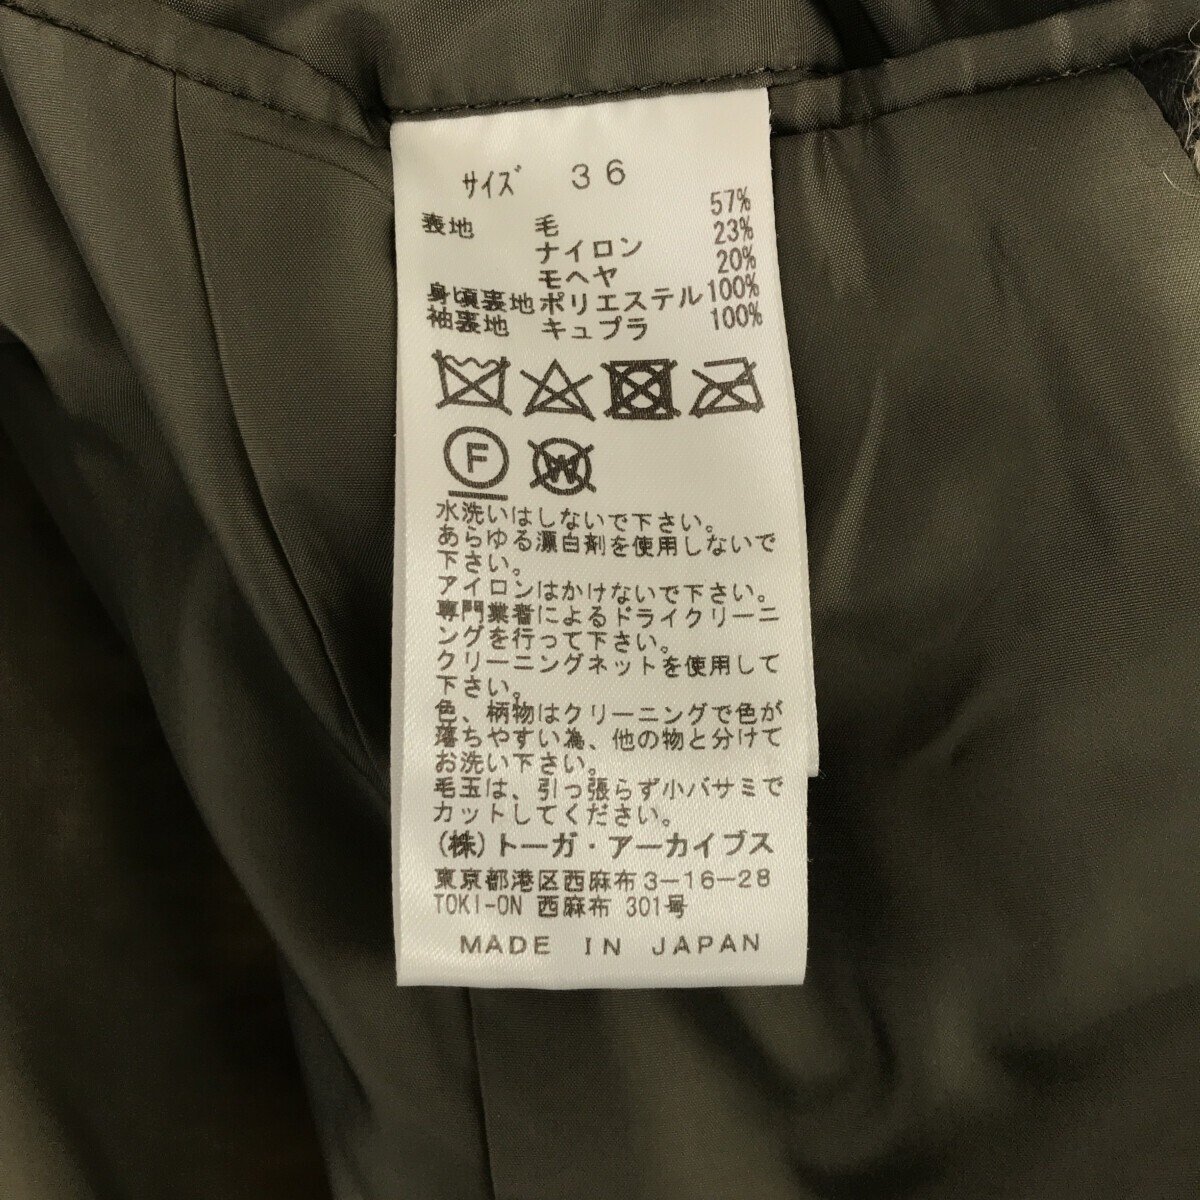 サイズ 36
表地 毛 57%
ナイロン 23%
モヘヤ 20%
身頃裏地 ポリエステル 100%
袖裏地 キュプラ 100%
F W
水洗いはしないで下さい。
あらゆる漂白剤を使用しないで
下さい。
アイロンはかけないで下さい。
専門業者によるドライクリーニ
ングを行って下さい。
クリーニングネットを使用して
下さい。
色、柄物はクリーニングで色が
落ちやすい為、他の物と分けて
お洗い下さい。
毛玉は、引っ張らず小バサミで
カットしてください。
(株)トーガ・アーカイブス
東京都港区西麻布3-16-28
TOKI-ON 西麻布 301号
MADE IN JAPAN